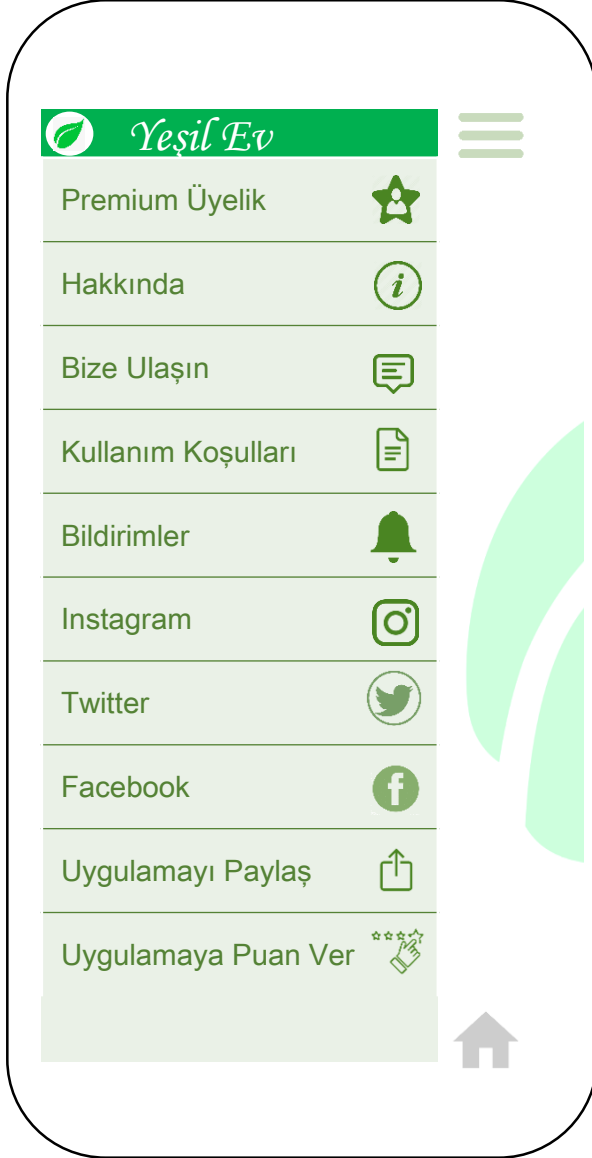 Yeşil Ev
Premium Üyelik
Hakkında
Bize Ulaşın
Kullanım Koşulları
Bildirimler
Instagram
Twitter
Facebook
Uygulamayı Paylaş
Uygulamaya Puan Ver